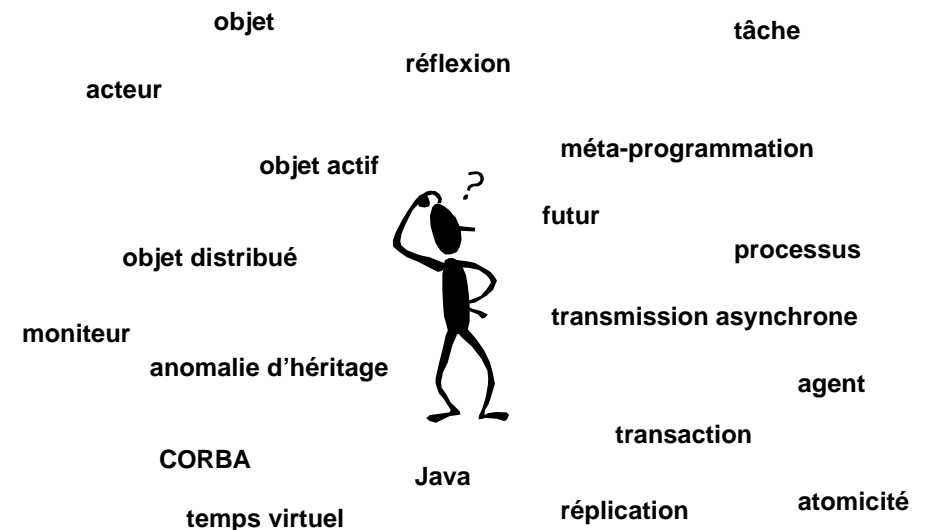 objet
tâche
réflexion
acteur
méta-programmation
objet actif
?
futur
processus
objet distribué
transmission asynchrone
moniteur
anomalie d’héritage
agent
transaction
CORBA
Java
atomicité
réplication
temps virtuel